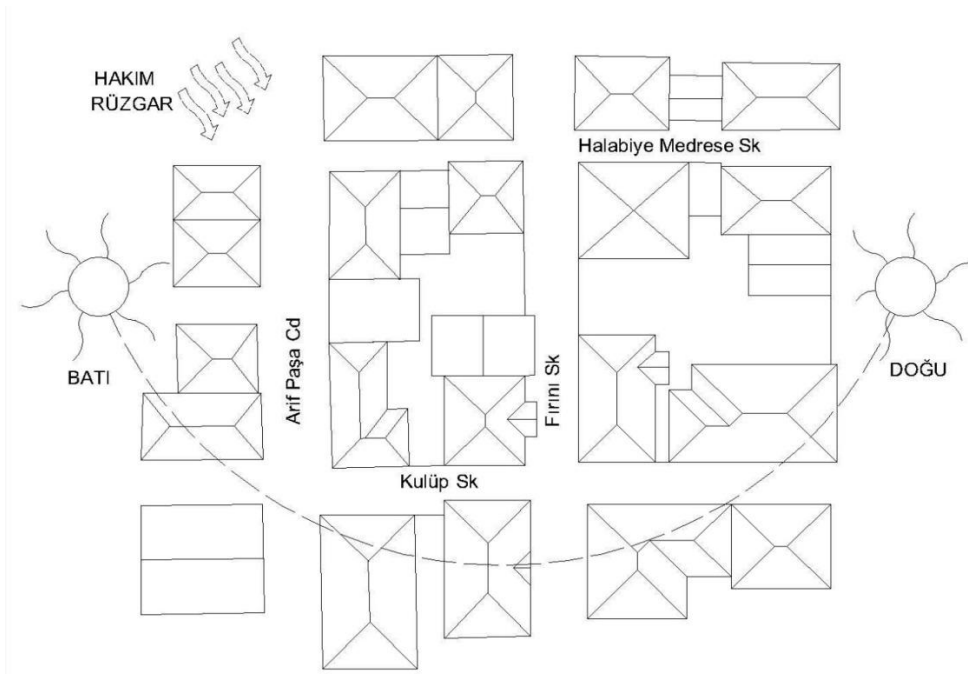 HAKIM
RÜZGAR
Halabiye Medrese Sk
BATI
Arif Paşa Cd
Fırını Sk
DOĞU
Kulüp Sk